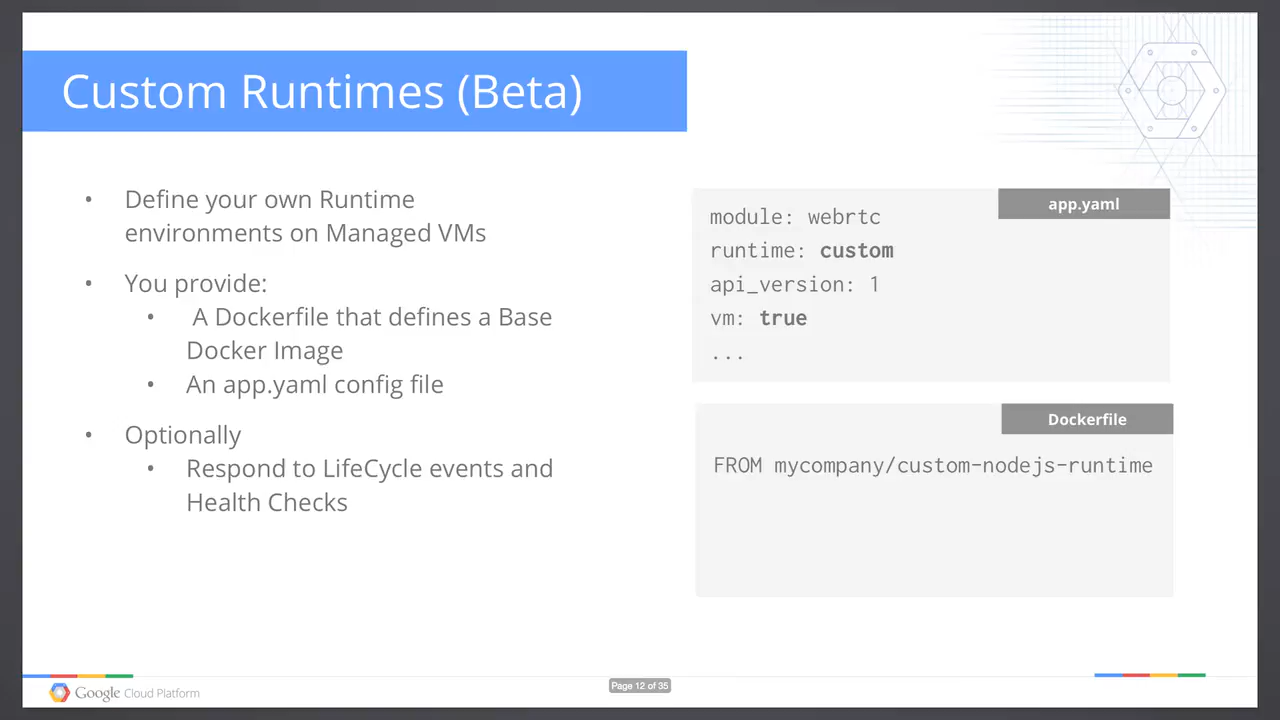 Custom Runtimes (Beta)
• Define your own Runtime
environments on Managed VMs
• You provide:
• A Dockerfile that defines a Base
Docker Image
• An app.yaml config file
• Optionally
• Respond to LifeCycle events and
Health Checks
app.yaml
module: webrtc
runtime: custom
api_version: 1
vm: true
...
Dockerfile
FROM mycompany/custom-nodejs-runtime
Google Cloud Platform
Page 12 of 35